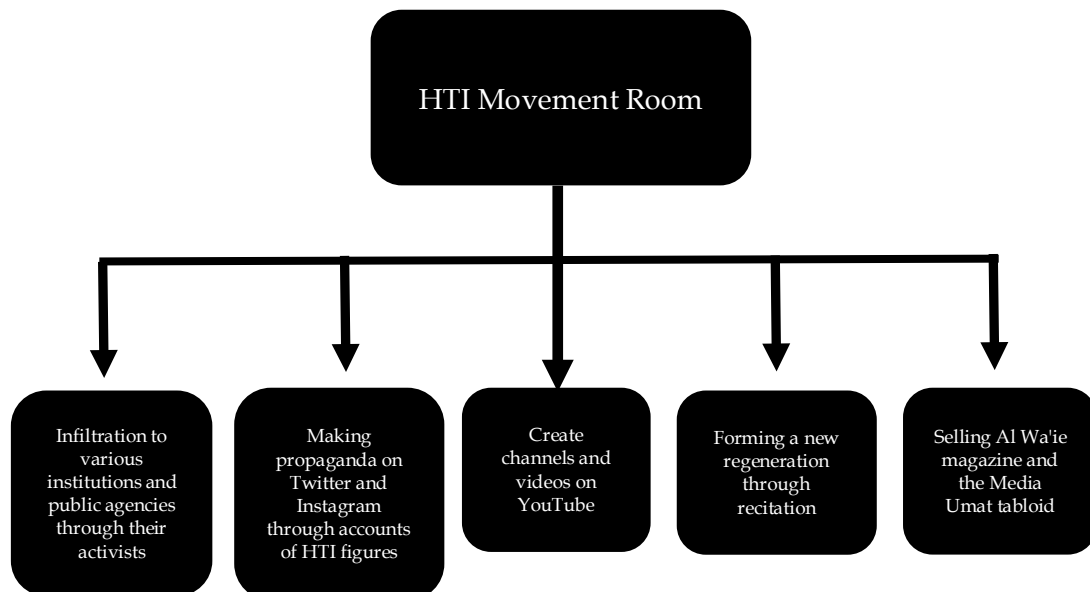 HTI Movement Room
Infiltration to
various
institutions and
public agencies
through their
activists
Making
propaganda on
Twitter and
Instagram
through accounts
of HTI figures
Create
channels and
videos on
YouTube
Forming a new
regeneration
through
recitation
Selling Al Wa'ie
magazine and
the Media
Umat tabloid